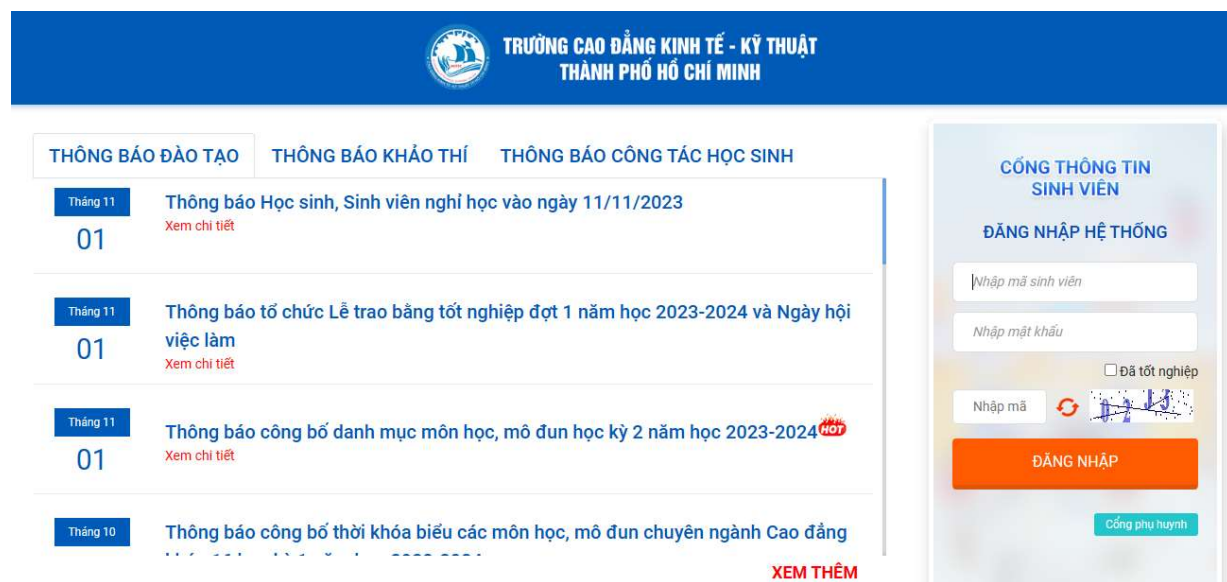 TRƯỜNG CAO ĐẲNG KINH TẾ - KỸ THUẬT
THÀNH PHỐ HỒ CHÍ MINH
THÔNG BÁO ĐÀO TẠO
THÔNG BÁO KHẢO THÍ
THÔNG BÁO CÔNG TÁC HỌC SINH
Tháng 11
01
Thông báo Học sinh, Sinh viên nghỉ học vào ngày 11/11/2023
Xem chi tiết
Tháng 11
01
Thông báo tổ chức Lễ trao bằng tốt nghiệp đợt 1 năm học 2023-2024 và Ngày hội
việc làm
Xem chi tiết
Tháng 11
01
Thông báo công bố danh mục môn học, mô đun học kỳ 2 năm học 2023-2024 HOT
Xem chi tiết
Tháng 10
Thông báo công bố thời khóa biểu các môn học, mô đun chuyên ngành Cao đẳng
XEM THÊM
CỔNG THÔNG TIN
SINH VIÊN
ĐĂNG NHẬP HỆ THỐNG
Nhập mã sinh viên
Nhập mật khẩu
Đã tốt nghiệp
Nhập mã
ĐĂNG NHẬP
Cổng phụ huynh